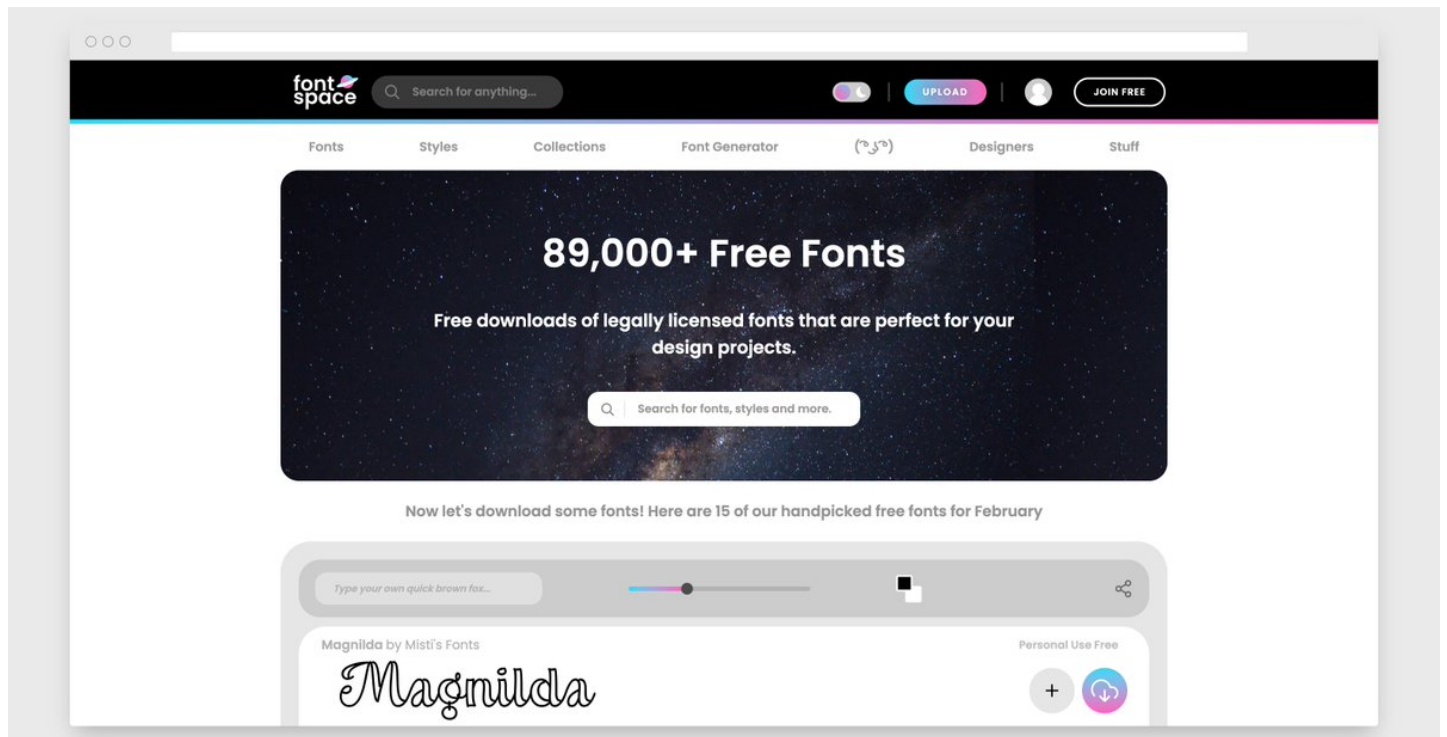 font
space
Search for anything...
UPLOAD
JOIN FREE
Fonts Styles Collections Font Generator ( ͡° ͜ʖ ͡°) Designers Stuff
89,000+ Free Fonts
Free downloads of legally licensed fonts that are perfect for your
design projects.
Search for fonts, styles and more.
Now let's download some fonts! Here are 15 of our handpicked free fonts for February
Type your own quick brown fox...
Magnilda by Misti's Fonts
Personal Use Free
Magnilda